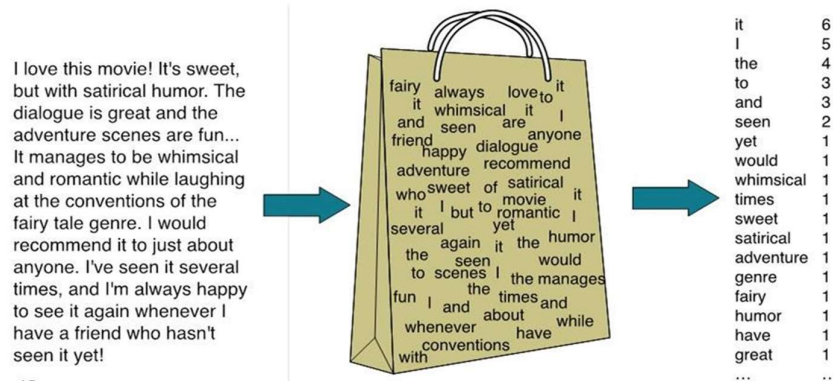 I love this movie! It's sweet,
but with satirical humor. The
dialogue is great and the
adventure scenes are fun...
It manages to be whimsical
and romantic while laughing
at the conventions of the
fairy tale genre. I would
recommend it to just about
anyone. I've seen it several
times, and I'm always happy
to see it again whenever I
have a friend who hasn't
seen it yet!
fairy always love to it
it whimsical it I
and seen are anyone
friend happy dialogue
adventure recommend
who sweet of satirical
it I but to romantic movie it I
several yet
again it the humor
the seen would
to scenes I the manages
fun I and the times and
about
whenever have while
conventions
with
it 6
I 5
the 4
to 3
and 3
seen 2
yet 1
would 1
whimsical 1
times 1
sweet 1
satirical 1
adventure 1
genre 1
fairy 1
humor 1
have 1
great 1
... ..